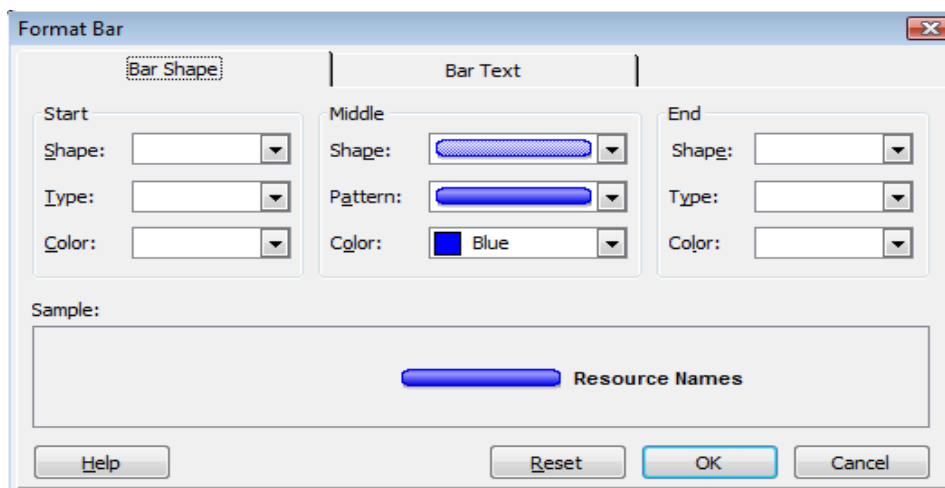 Format Bar
Bar Shape Bar Text
Start Middle End
Shape: Shape: Shape:
Type: Pattern: Type:
Color: Color: Blue Color:
Sample:
Resource Names
Help Reset OK Cancel